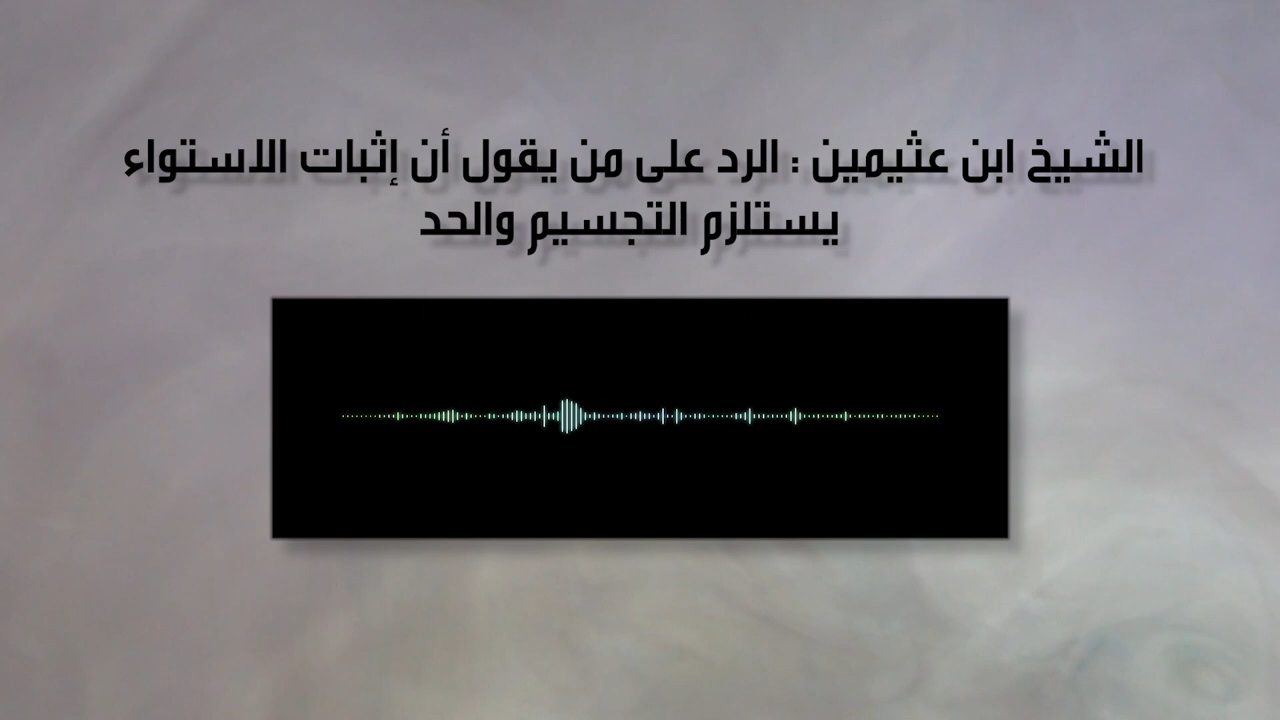 الشيخ ابن عثيمين : الرد على من يقول أن إثبات الاستواء
يستلزم التجسيم والحد